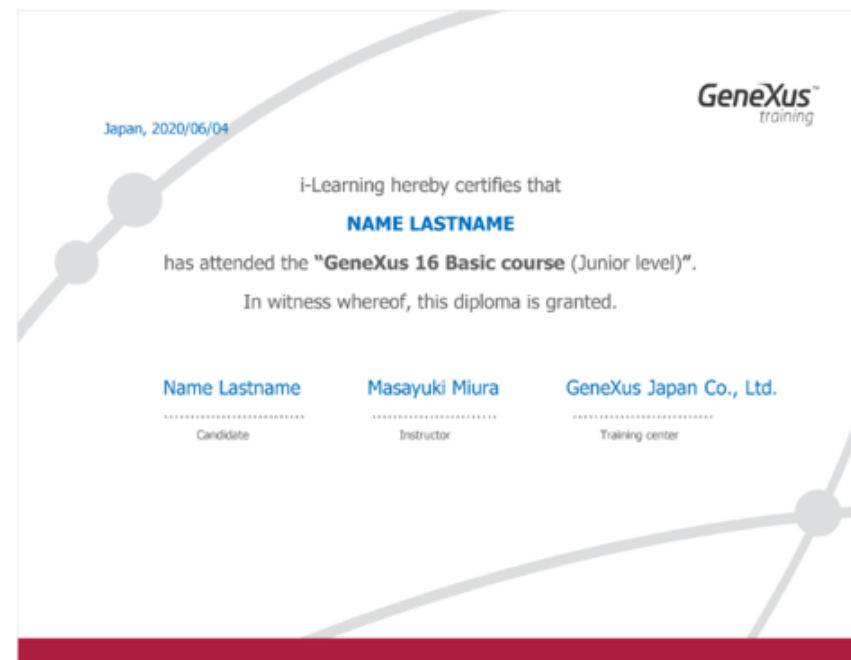 GeneXus™
training
Japan, 2020/06/04
i-Learning hereby certifies that
NAME LASTNAME
has attended the "GeneXus 16 Basic course (Junior level)".
In witness whereof, this diploma is granted.
Name Lastname Masayuki Miura GeneXus Japan Co., Ltd.
Candidate Instructor Training center